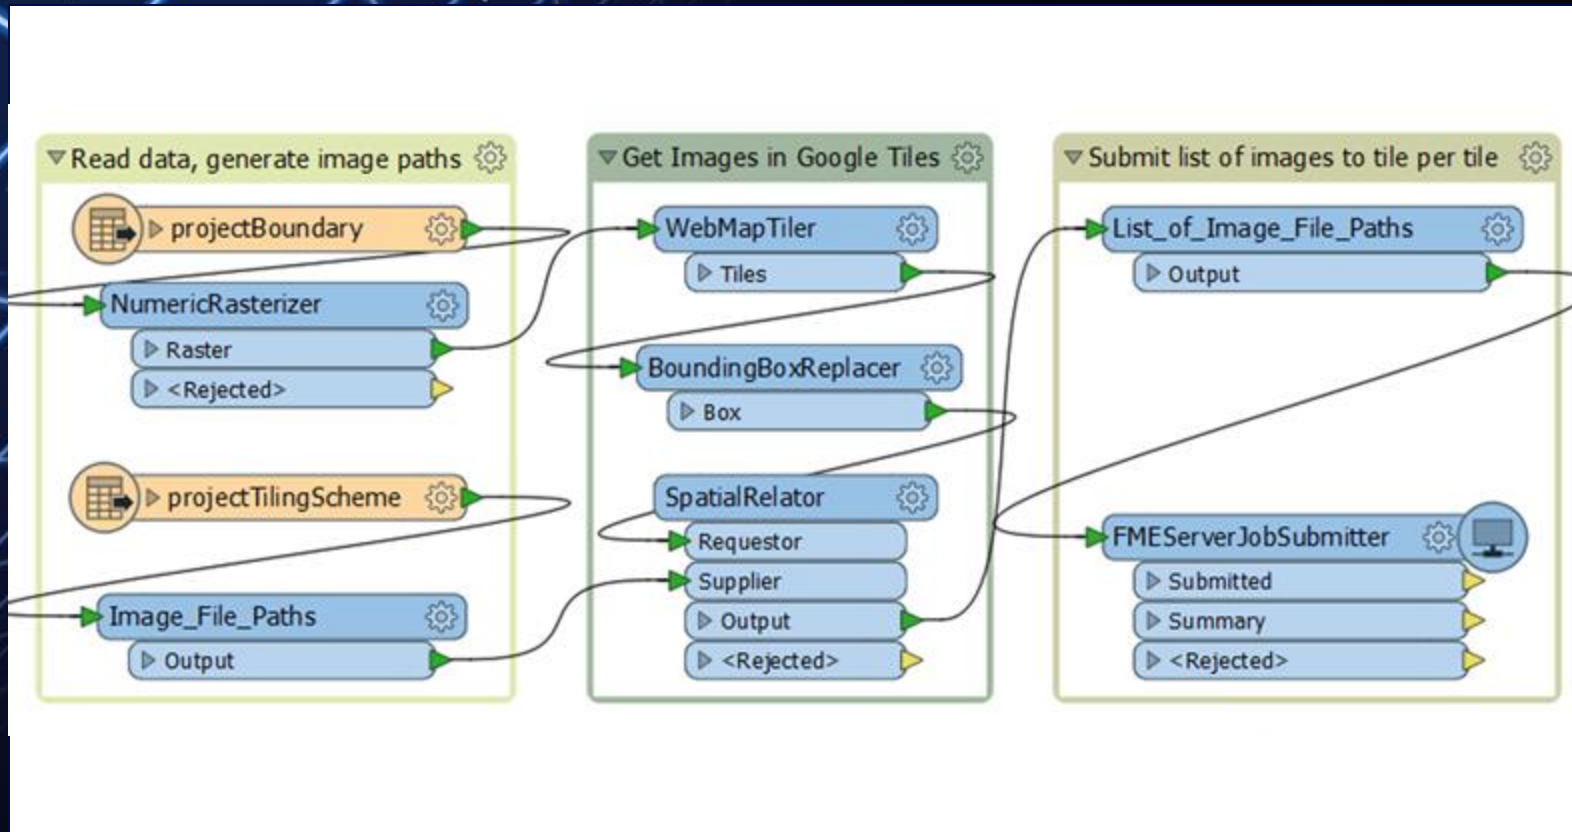 Read data, generate image paths
projectBoundary
NumericRasterizer
Raster
<Rejected>
projectTilingScheme
Image_File_Paths
Output
Get Images in Google Tiles
WebMapTiler
Tiles
BoundingBoxReplacer
Box
SpatialRelator
Requestor
Supplier
Output
<Rejected>
Submit list of images to tile per tile
List_of_Image_File_Paths
Output
FMEServerJobSubmitter
Submitted
Summary
<Rejected>